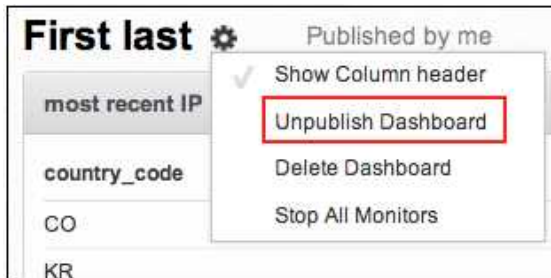 First last Published by me
Show Column header
most recent IP
Unpublish Dashboard
country_code
Delete Dashboard
CO
Stop All Monitors
KR